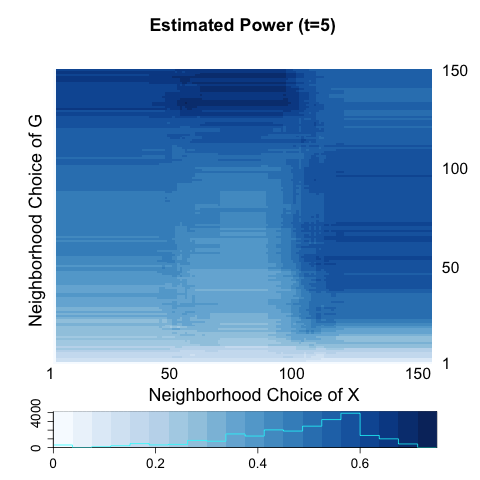 Estimated Power (t=5)
Neighborhood Choice of G
150
100
50
1
1 50 100 150
Neighborhood Choice of X
0 4000
0 0.2 0.4 0.6